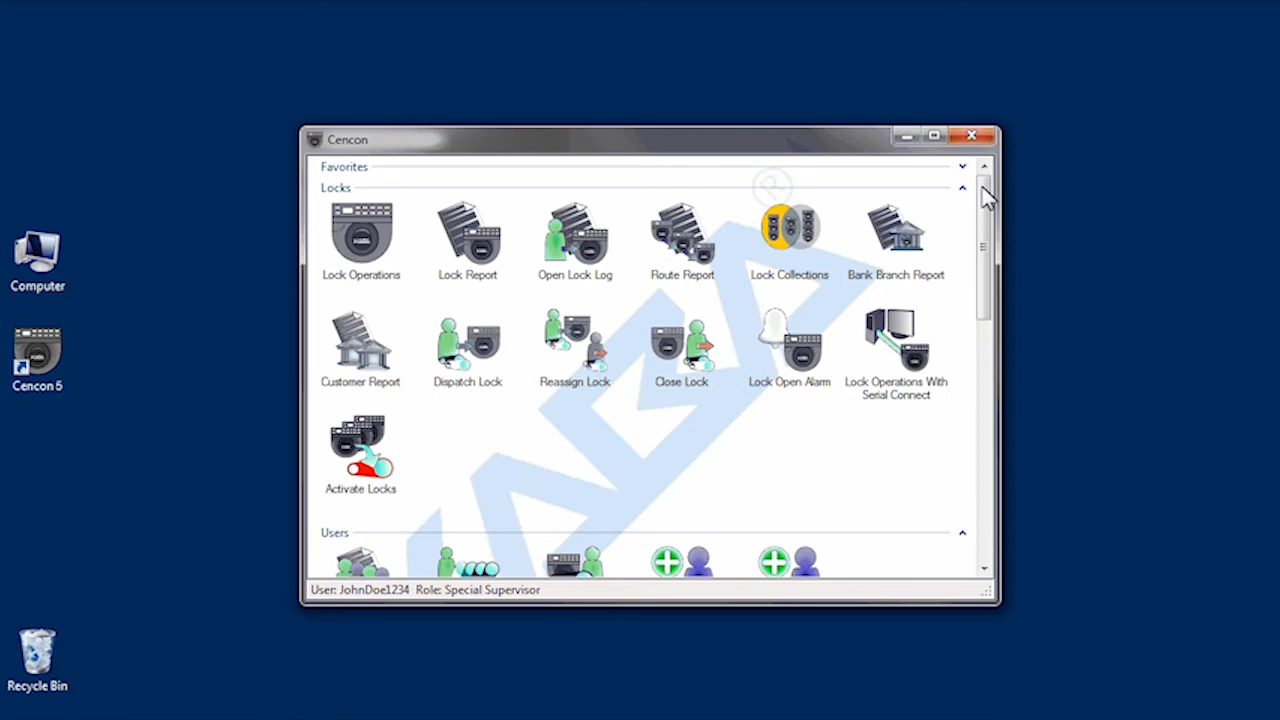 Cencon
Favorites
Locks
®
Lock Operations
Lock Report
Open Lock Log
Route Report
Lock Collections
Bank Branch Report
Customer Report
Dispatch Lock
Reassign Lock
Close Lock
Lock Open Alarm
Lock Operations With
Serial Connect
Activate Locks
KABA
Users
User: JohnDoe1234 Role: Special Supervisor
Computer
Cencon 5
Recycle Bin